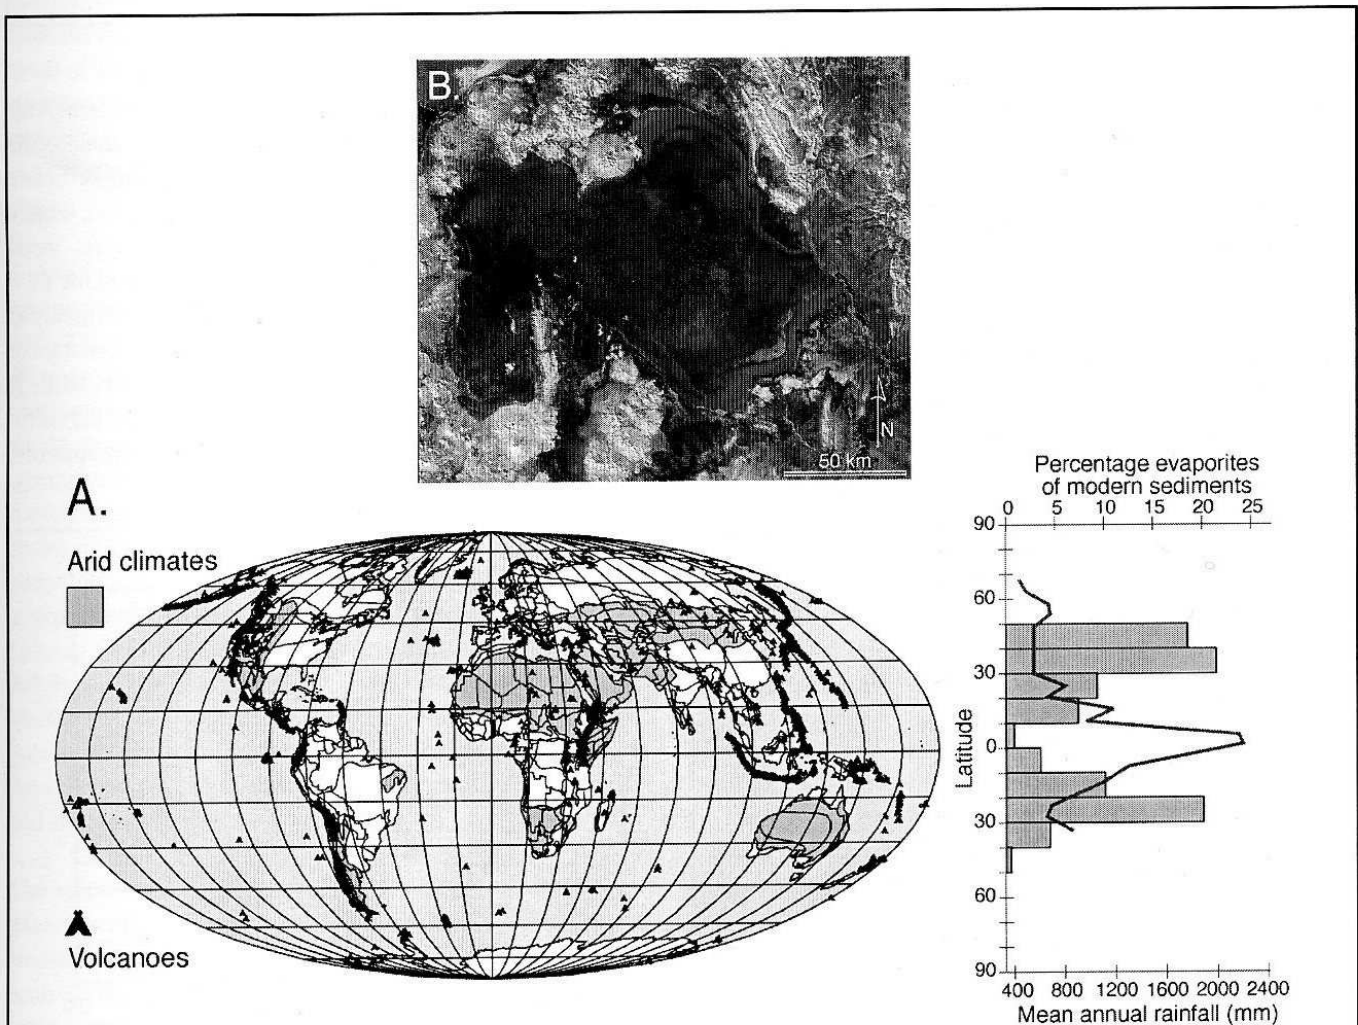 B.
N
50 km
A.
Arid climates
Volcanoes
Percentage evaporites
of modern sediments
0 5 10 15 20 25
90
60
30
0
30
60
90
Latitude
400 800 1200 1600 2000 2400
Mean annual rainfall (mm)